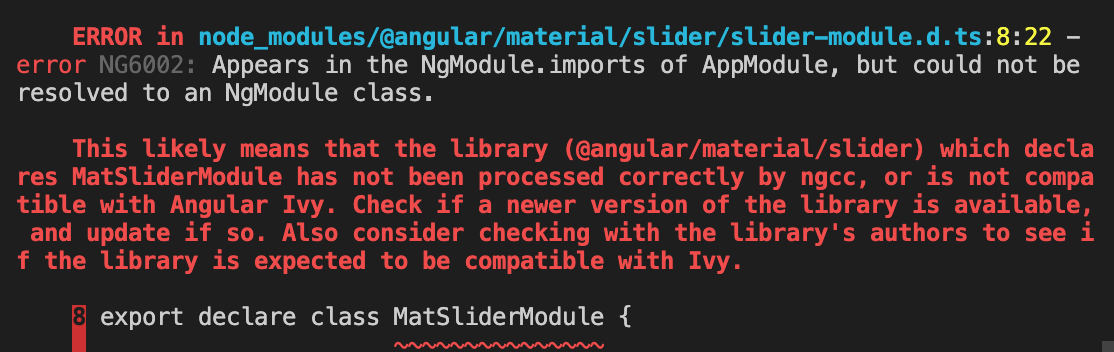 ERROR in node_modules/@angular/material/slider/slider-module.d.ts:8:22 -
error NG6002: Appears in the NgModule.imports of AppModule, but could not be
resolved to an NgModule class.
This likely means that the library (@angular/material/slider) which decla
res MatSliderModule has not been processed correctly by ngcc, or is not compa
tible with Angular Ivy. Check if a newer version of the library is available,
and update if so. Also consider checking with the library's authors to see i
f the library is expected to be compatible with Ivy.
8 export declare class MatSliderModule {
~~~~~~~~~~~~~~~